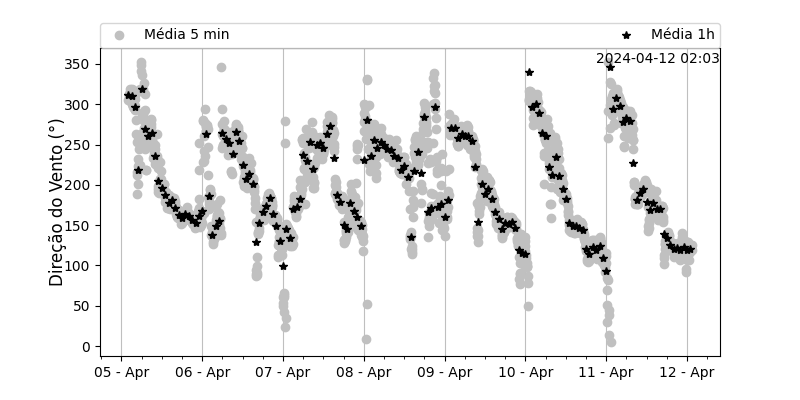 Média 5 min
Média 1h
2024-04-12 02:03
Direção do Vento (°)
350
300
250
200
150
100
50
0
05 - Apr
06 - Apr
07 - Apr
08 - Apr
09 - Apr
10 - Apr
11 - Apr
12 - Apr